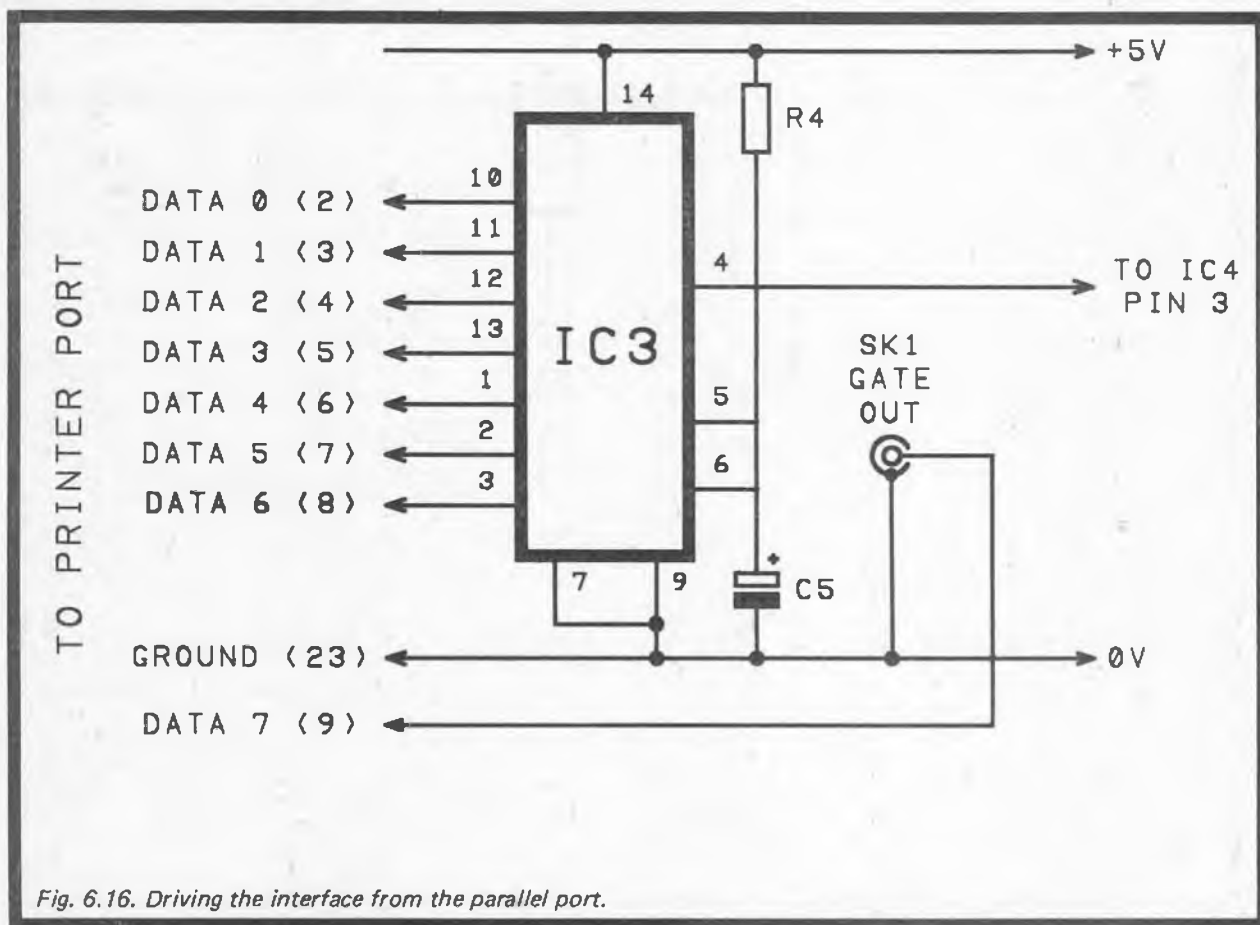 +5V
14
R4
10
DATA 0 (2)
11
DATA 1 (3)
12
DATA 2 (4)
13
DATA 3 (5)
1
DATA 4 (6)
2
DATA 5 (7)
3
DATA 6 (8)
TO PRINTER PORT
IC3
4
TO IC4
PIN 3
5
6
SK1
GATE
OUT
7
9
+
C5
GROUND (23)
0V
DATA 7 (9)
Fig. 6.16. Driving the interface from the parallel port.